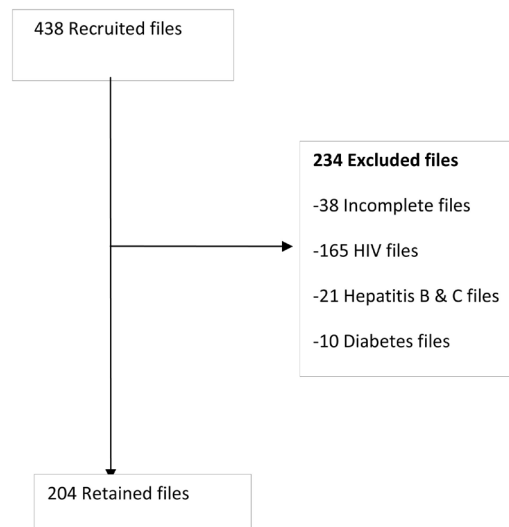 438 Recruited files
234 Excluded files
-38 Incomplete files
-165 HIV files
-21 Hepatitis B & C files
-10 Diabetes files
204 Retained files